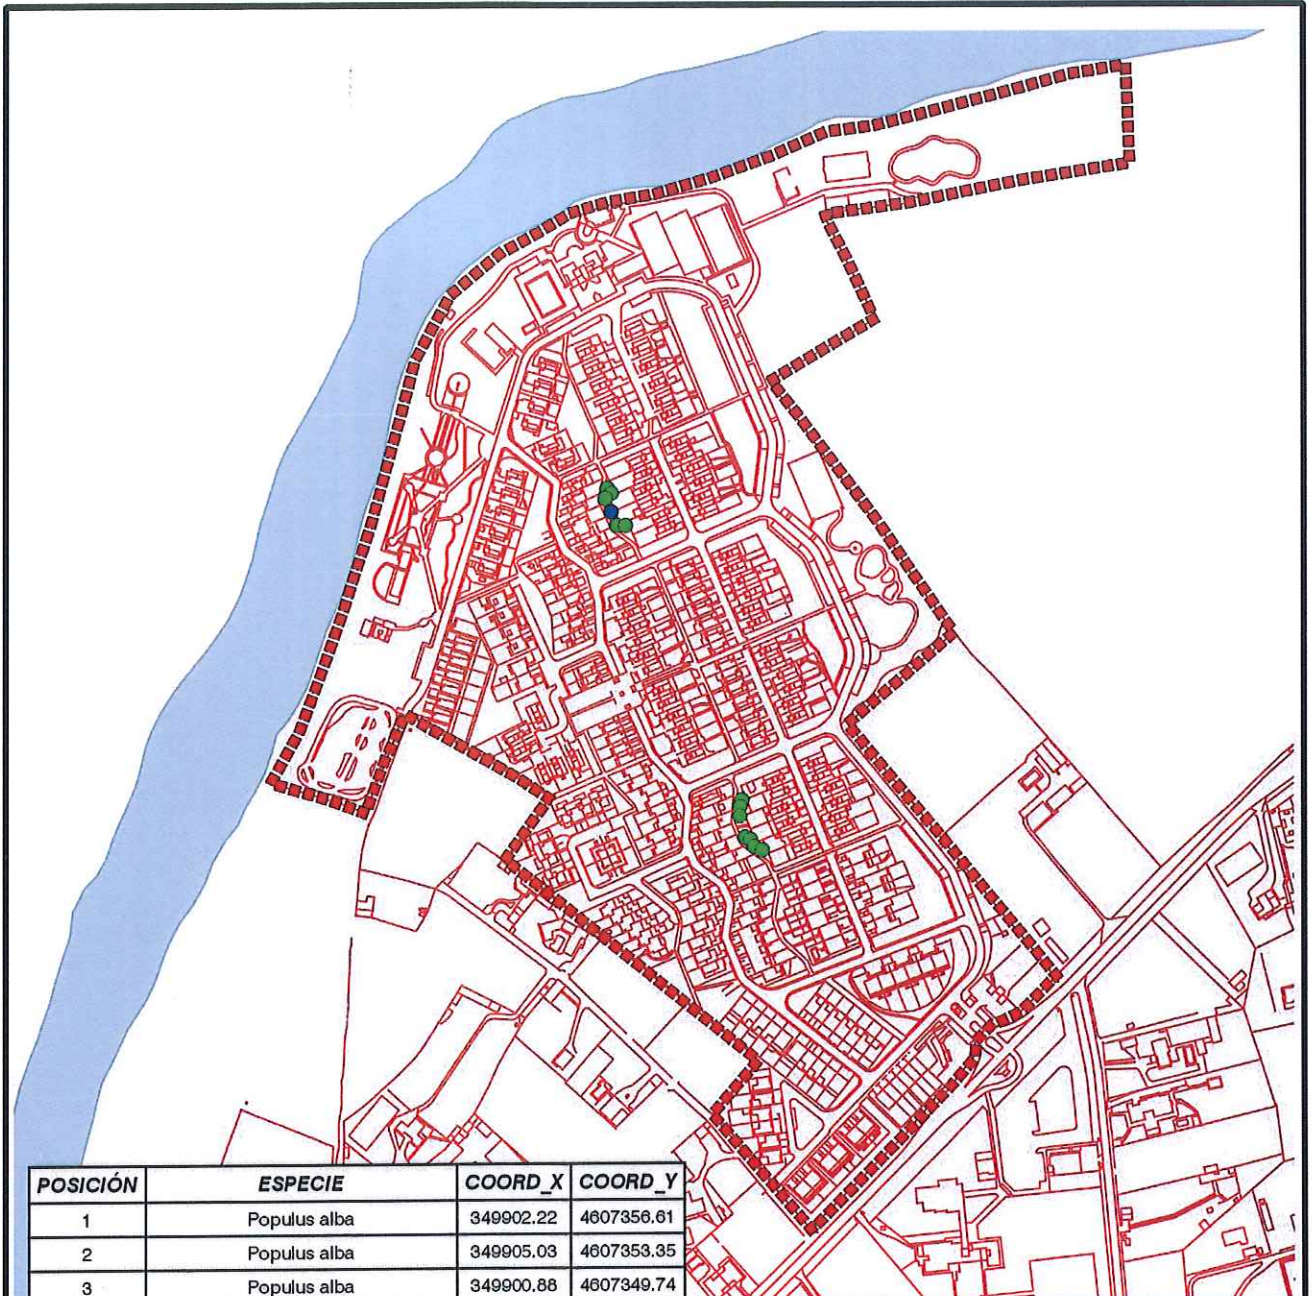 POSICIÓN ESPECIE COORD_X COORD_Y
1 Populus alba 349902.22 4607356.61
2 Populus alba 349905.03 4607353.35
3 Populus alba 349900.88 4607349.74